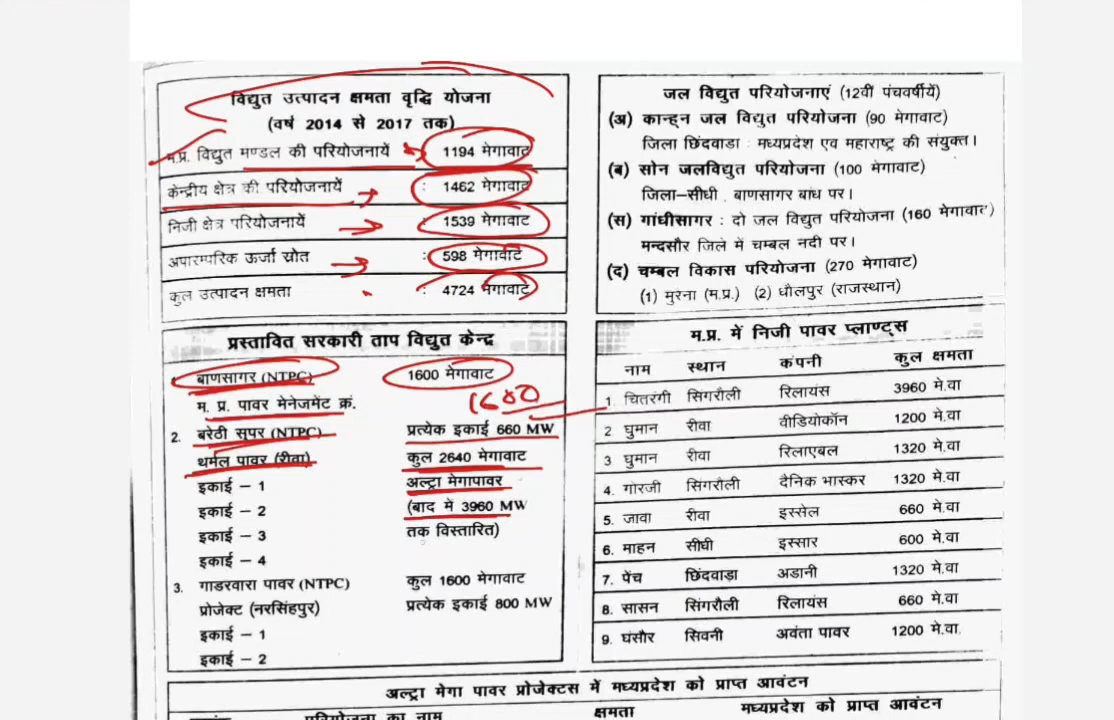 विद्युत उत्पादन क्षमता वृद्धि योजना
(वर्ष 2014 से 2017 तक)
म.प्र. विद्युत मण्डल की परियोजनायें : 1194 मेगावाट
केन्द्रीय क्षेत्र की परियोजनायें : 1462 मेगावाट
निजी क्षेत्र परियोजनायें : 1539 मेगावाट
अपारम्परिक ऊर्जा स्रोत : 598 मेगावाट
कुल उत्पादन क्षमता : 4724 मेगावाट
प्रस्तावित सरकारी ताप विद्युत केन्द्र
बाणसागर (NTPC) 1600 मेगावाट
म. प्र. पावर मेनेजमेंट क्रं. 1600
2. बरेठी सूपर (NTPC) प्रत्येक इकाई 660 MW
थर्मल पावर (रीवा) कुल 2640 मेगावाट
इकाई – 1 अल्ट्रा मेगापावर
इकाई – 2 (बाद में 3960 MW
इकाई – 3 तक विस्तारित)
इकाई – 4
3. गाडरवारा पावर (NTPC) कुल 1600 मेगावाट
प्रोजेक्ट (नरसिंहपुर) प्रत्येक इकाई 800 MW
इकाई – 1
इकाई – 2
जल विद्युत परियोजनाएं (12वीं पंचवर्षीयें)
(अ) कान्हन जल विद्युत परियोजना (90 मेगावाट)
जिला छिंदवाडा : मध्यप्रदेश एव महाराष्ट्र की संयुक्त।
(ब) सोन जलविद्युत परियोजना (100 मेगावाट)
जिला–सीधी, बाणसागर बांध पर।
(स) गांधीसागर : दो जल विद्युत परियोजना (160 मेगावाट)
मन्दसौर जिले में चम्बल नदी पर।
(द) चम्बल विकास परियोजना (270 मेगावाट)
(1) मुरैना (म.प्र.) (2) धौलपुर (राजस्थान)
म.प्र. में निजी पावर प्लाण्ट्स
नाम स्थान कंपनी कुल क्षमता
1. चितरंगी सिंगरौली रिलायंस 3960 मे.वा
2 घुमान रीवा वीडियोकॉन 1200 मे.वा
3 घुमान रीवा रिलाएबल 1320 मे.वा
4. गोरजी सिंगरौली दैनिक भास्कर 1320 मे.वा
5. जावा रीवा इस्सेल 660 मे.वा
6. माहन सीधी इस्सार 600 मे.वा
7. पेंच छिंदवाड़ा अडानी 1320 मे.वा
8. सासन सिंगरौली रिलायंस 660 मे.वा
9. घंसौर सिवनी अवंता पावर 1200 मे.वा.
अल्ट्रा मेगा पावर प्रोजेक्टस में मध्यप्रदेश को प्राप्त आवंटन
परियोजना का नाम क्षमता मध्यप्रदेश को प्राप्त आवंटन